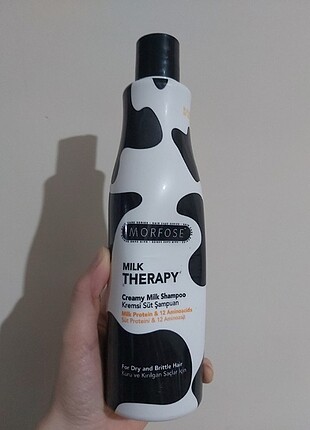 MORFOSE
MILK
THERAPY
Creamy Milk Shampoo
Kremsi Süt Şampuan
Milk Protein & 12 Aminoacids
Süt Proteini & 12 Aminoasit
For Dry and Brittle Hair
Kuru ve Kırılgan Saçlar İçin